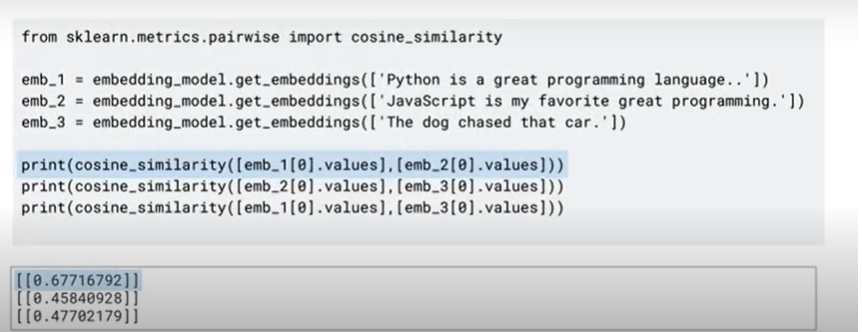 from sklearn.metrics.pairwise import cosine_similarity
emb_1 = embedding_model.get_embeddings(['Python is a great programming language..'])
emb_2 = embedding_model.get_embeddings(['JavaScript is my favorite great programming.'])
emb_3 = embedding_model.get_embeddings(['The dog chased that car.'])
print(cosine_similarity([emb_1[0].values],[emb_2[0].values]))
print(cosine_similarity([emb_2[0].values],[emb_3[0].values]))
print(cosine_similarity([emb_1[0].values],[emb_3[0].values]))
[[0.67716792]]
[[0.45840928]]
[[0.47702179]]